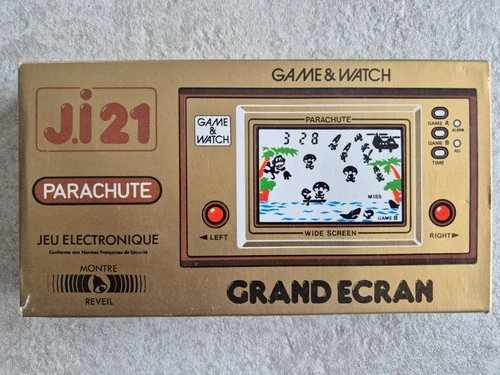 GAME & WATCH
J.i 21
PARACHUTE
JEU ELECTRONIQUE
Conforme aux Normes Françaises de Sécurité
MONTRE
REVEIL
GAME
& WATCH
PARACHUTE
328
MISS
GAME B
WIDE SCREEN
GAME A
ALARM
GAME B
ACL
TIME
◄LEFT
RIGHT►
GRAND ECRAN